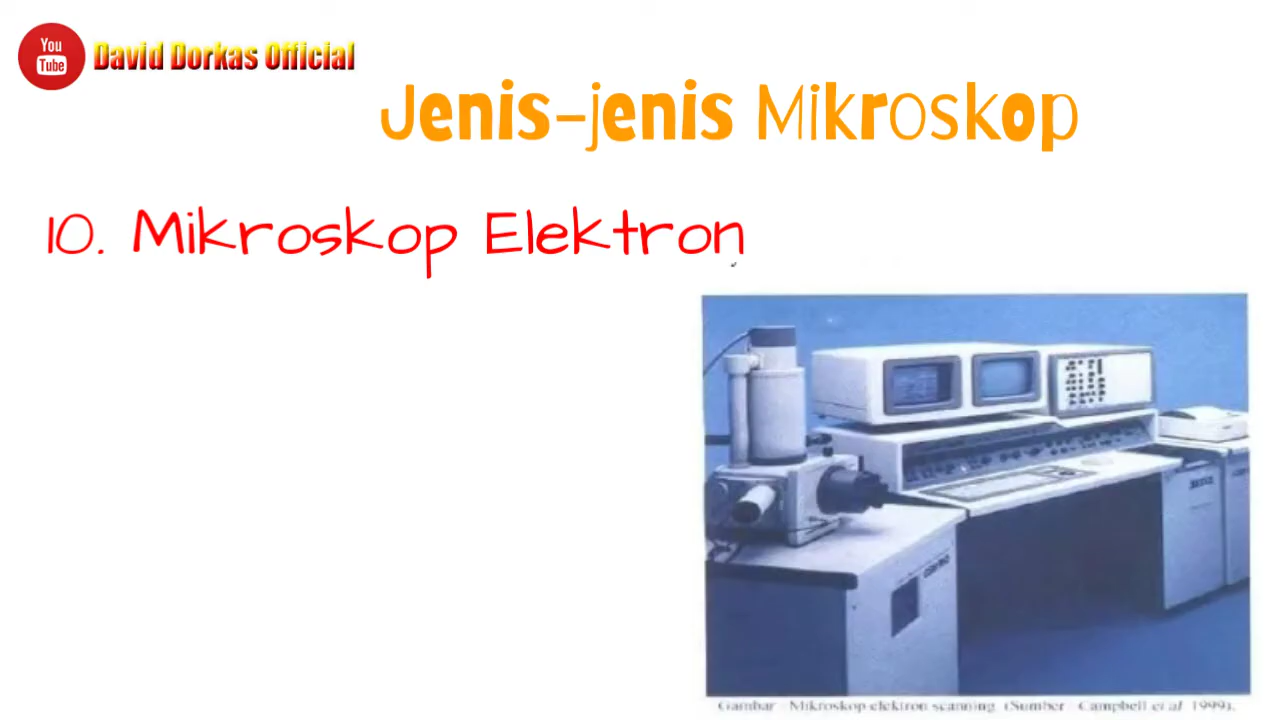 You
Tube
David Dorkas Official
Jenis-jenis Mikroskop
10. Mikroskop Elektron
Gambar : Mikroskop elektron scanning. (Sumber : Campbell et al. 1999).